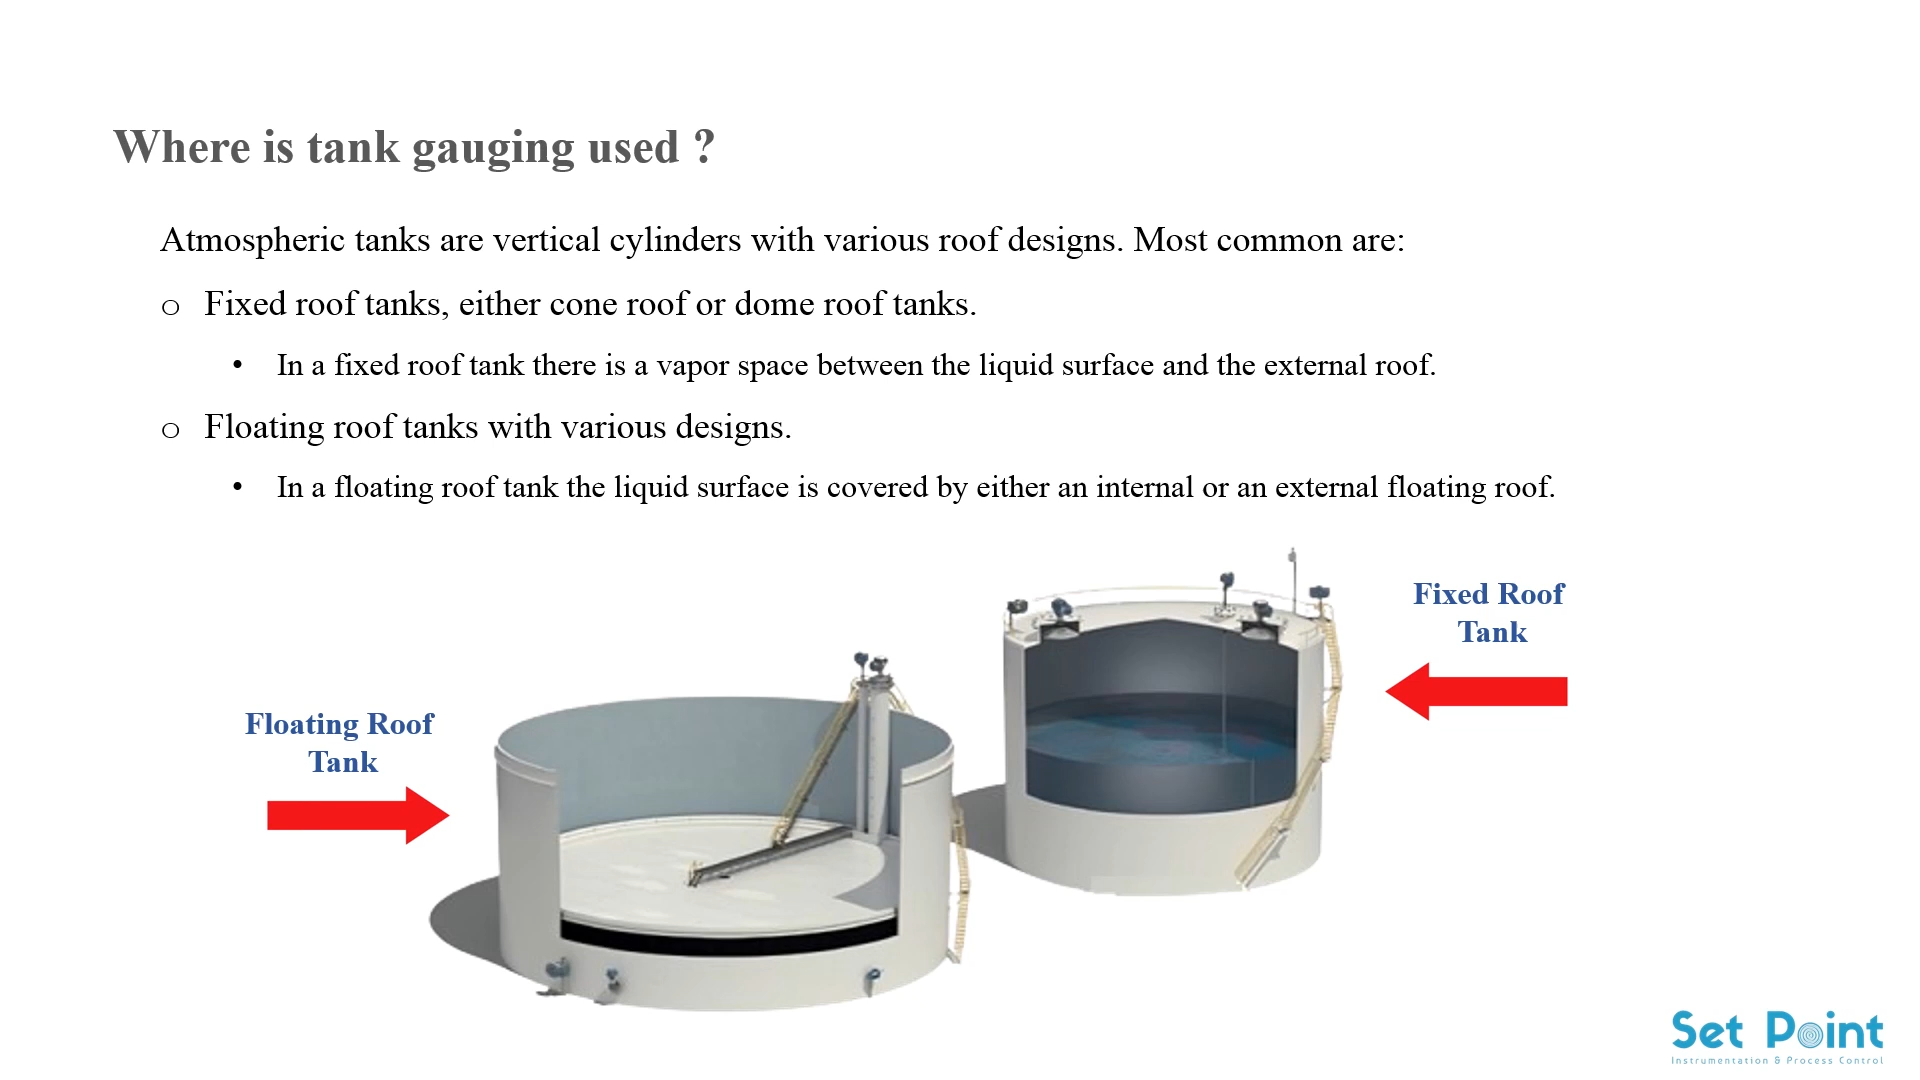 Where is tank gauging used ?
Atmospheric tanks are vertical cylinders with various roof designs. Most common are:
o Fixed roof tanks, either cone roof or dome roof tanks.
• In a fixed roof tank there is a vapor space between the liquid surface and the external roof.
o Floating roof tanks with various designs.
• In a floating roof tank the liquid surface is covered by either an internal or an external floating roof.
Fixed Roof
Tank
Floating Roof
Tank
Set Point
Instrumentation & Process Control